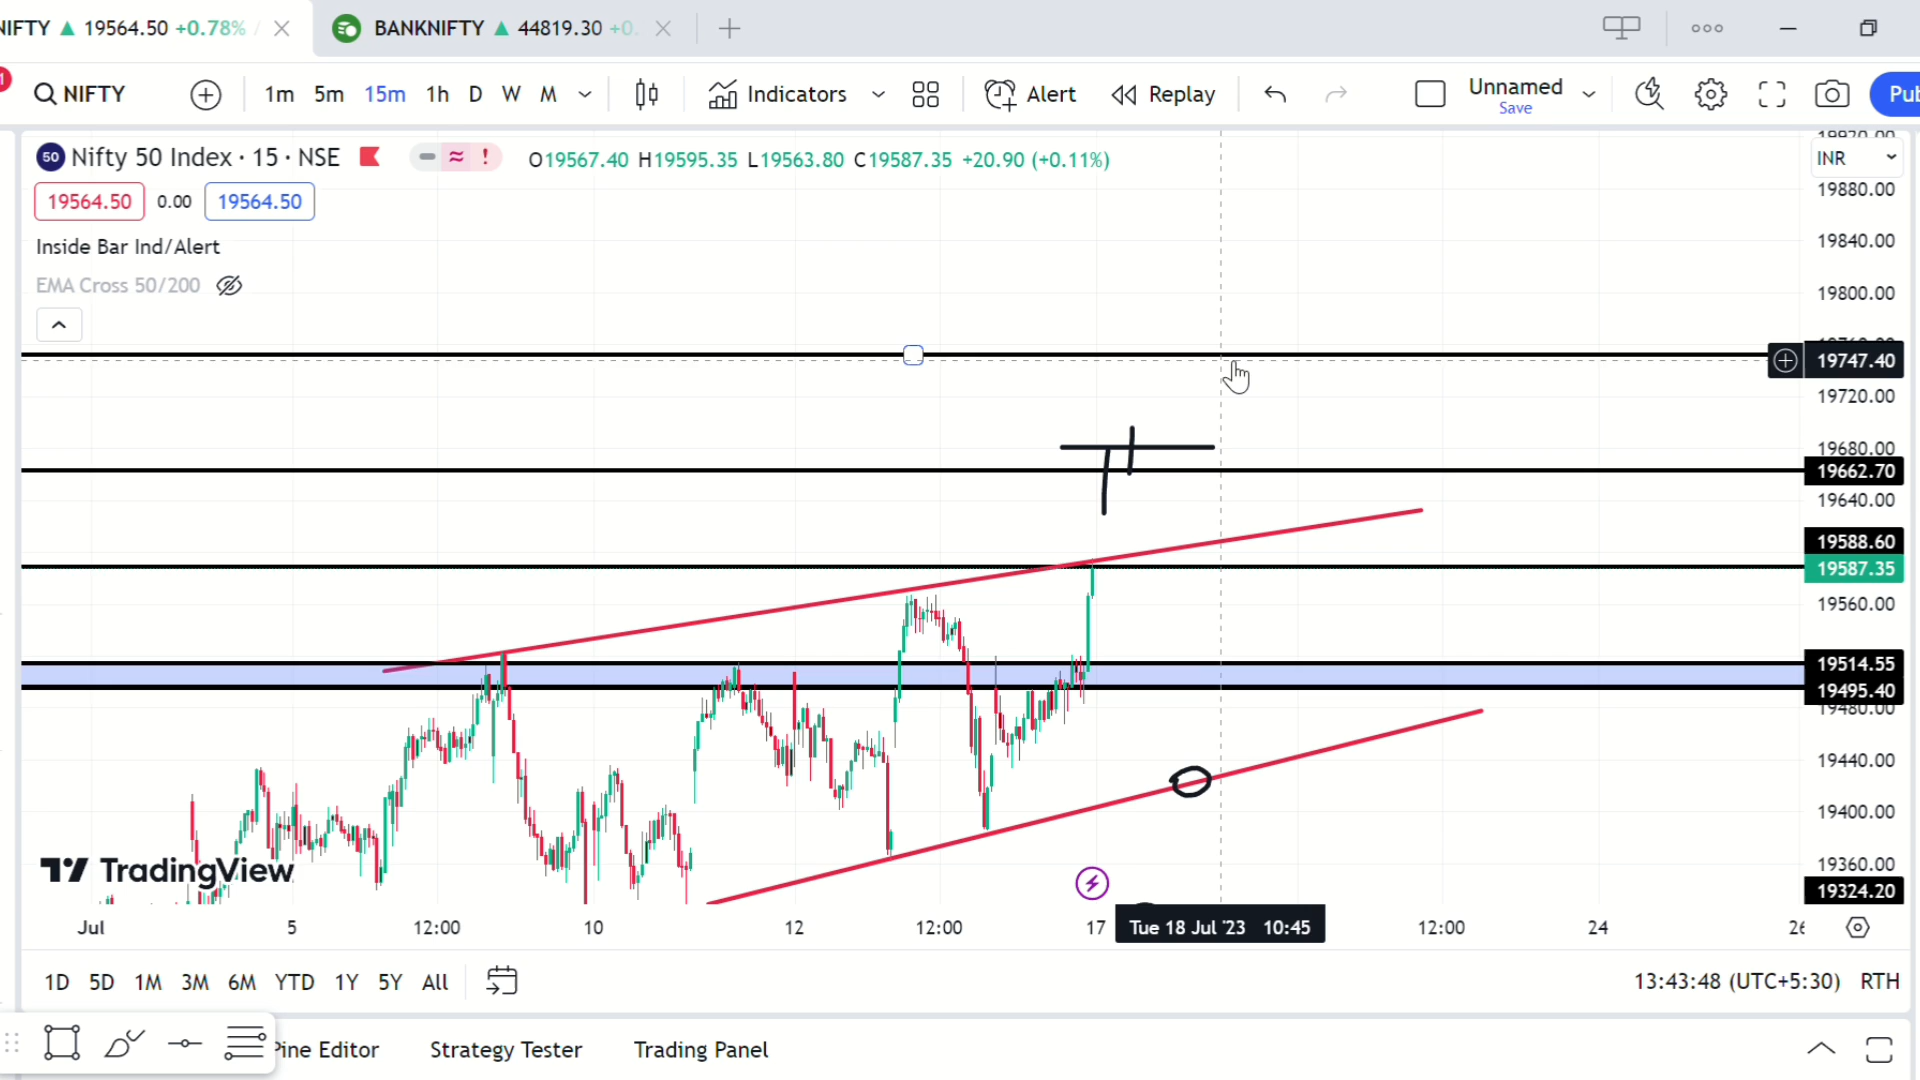 NIFTY ▲ 19564.50 +0.78% /
BANKNIFTY ▲ 44819.30 +0.
NIFTY
1m 5m 15m 1h D W M
Indicators
Alert
Replay
Unnamed
Save
50 Nifty 50 Index · 15 · NSE
O19567.40 H19595.35 L19563.80 C19587.35 +20.90 (+0.11%)
INR
19564.50 0.00 19564.50
Inside Bar Ind/Alert
EMA Cross 50/200
19880.00
19840.00
19800.00
19747.40
19720.00
19680.00
19662.70
19640.00
19588.60
19587.35
19560.00
19514.55
19495.40
19480.00
19440.00
19400.00
19360.00
19324.20
TradingView
Jul 5 12:00 10 12 12:00 17 Tue 18 Jul '23 10:45 12:00 24
1D 5D 1M 3M 6M YTD 1Y 5Y All
13:43:48 (UTC+5:30) RTH
Pine Editor Strategy Tester Trading Panel